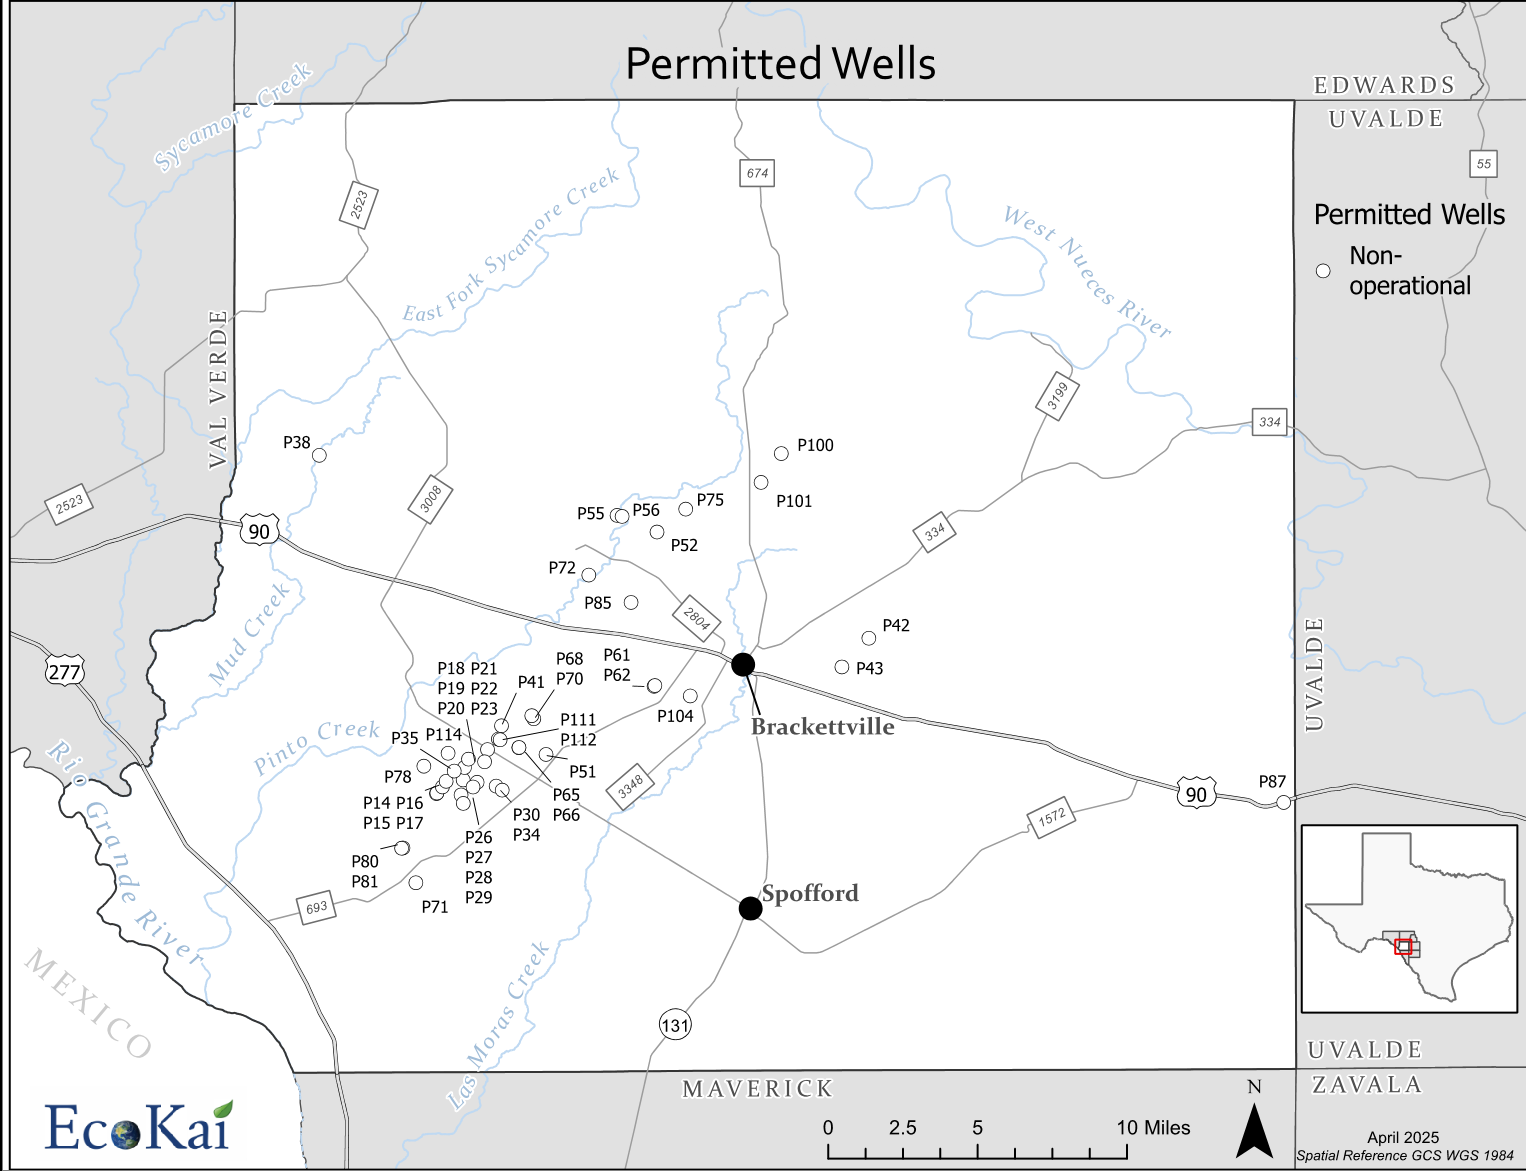 Permitted Wells
EDWARDS
UVALDE
Sycamore Creek
55
674
2523
East Fork Sycamore Creek
West Nueces River
Permitted Wells
Non-
operational
VAL VERDE
3199
334
P38
P100
2523
3008
P101
90
P55
P56
P75
P52
334
P72
P85
2804
Mud Creek
P42
P43
277
UVALDE
P18 P21
P19 P22
P20 P23
P41
P68
P70
P61
P62
P104
Brackettville
P111
P112
P35
P114
Pinto Creek
P51
P78
3348
P65
P66
P14 P16
P15 P17
P30
P34
P26
P27
P28
P29
P87
90
1572
P80
P81
P71
693
Spofford
Rio Grande River
MEXICO
Las Moras Creek
131
UVALDE
ZAVALA
MAVERICK
EcoKai
N
0 2.5 5 10 Miles
April 2025
Spatial Reference GCS WGS 1984